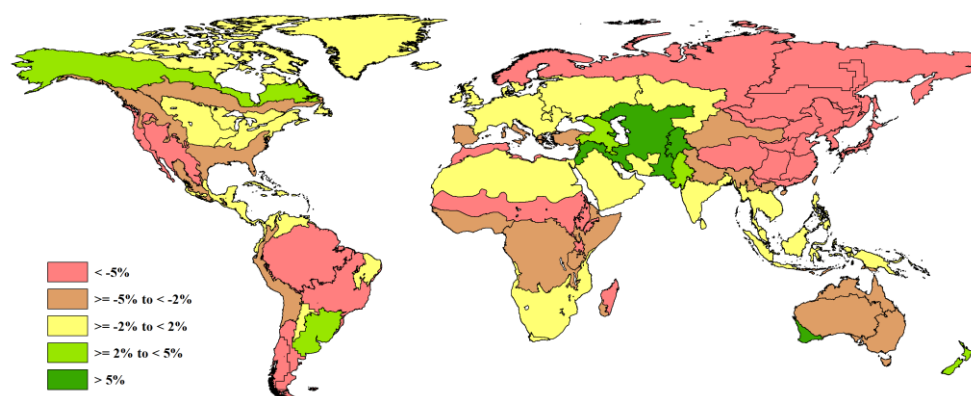 < -5%
>= -5% to < -2%
>= -2% to < 2%
>= 2% to < 5%
> 5%